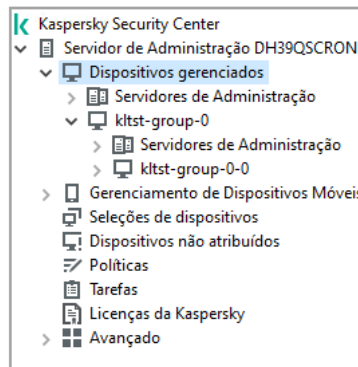 Kaspersky Security Center
Servidor de Administração DH39QSCRON
Dispositivos gerenciados
Servidores de Administração
kltst-group-0
Servidores de Administração
kltst-group-0-0
Gerenciamento de Dispositivos Móveis
Seleções de dispositivos
Dispositivos não atribuídos
Políticas
Tarefas
Licenças da Kaspersky
Avançado